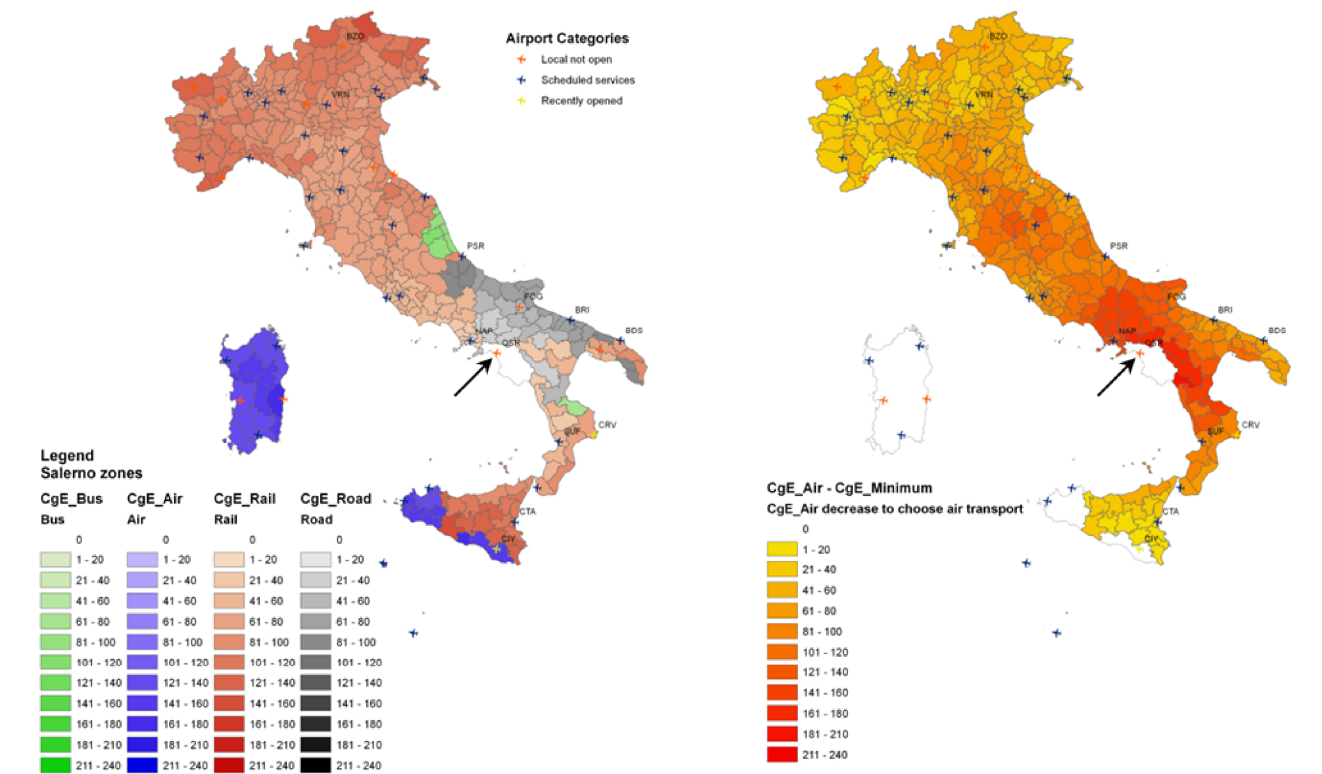 BZO
VRN
PSR
FOG
BRI
BDS
NAP
QSR
SUF
CRV
CTA
CIY
Airport Categories
Local not open
Scheduled services
Recently opened
Legend
Salerno zones
CgE_Bus CgE_Air CgE_Rail CgE_Road
Bus Air Rail Road
0 0 0 0
1 - 20 1 - 20 1 - 20 1 - 20
21 - 40 21 - 40 21 - 40 21 - 40
41 - 60 41 - 60 41 - 60 41 - 60
61 - 80 61 - 80 61 - 80 61 - 80
81 - 100 81 - 100 81 - 100 81 - 100
101 - 120 101 - 120 101 - 120 101 - 120
121 - 140 121 - 140 121 - 140 121 - 140
141 - 160 141 - 160 141 - 160 141 - 160
161 - 180 161 - 180 161 - 180 161 - 180
181 - 210 181 - 210 181 - 210 181 - 210
211 - 240 211 - 240 211 - 240 211 - 240
BZO
VRN
PSR
FOG
BRI
BDS
NAP
QSR
SUF
CRV
CTA
CIY
CgE_Air - CgE_Minimum
CgE_Air decrease to choose air transport
0
1 - 20
21 - 40
41 - 60
61 - 80
81 - 100
101 - 120
121 - 140
141 - 160
161 - 180
181 - 210
211 - 240